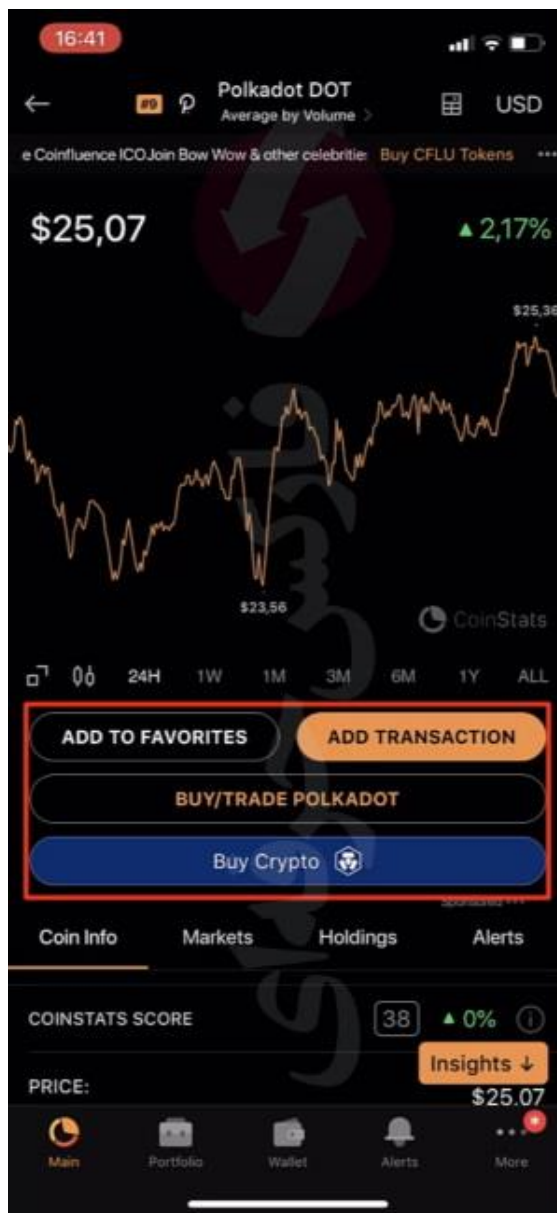 16:41
Polkadot DOT
#9
Average by Volume >
USD
e Coinfluence ICOJoin Bow Wow & other celebritie: Buy CFLU Tokens ...
$25,07
▲ 2,17%
$25,36
$23,56
CoinStats
24H 1W 1M 3M 6M 1Y ALL
ADD TO FAVORITES ADD TRANSACTION
BUY/TRADE POLKADOT
Buy Crypto
Sponsored ...
Coin Info Markets Holdings Alerts
COINSTATS SCORE 38 ▲ 0%
Insights ↓
PRICE: $25.07
Main Portfolio Wallet Alerts More